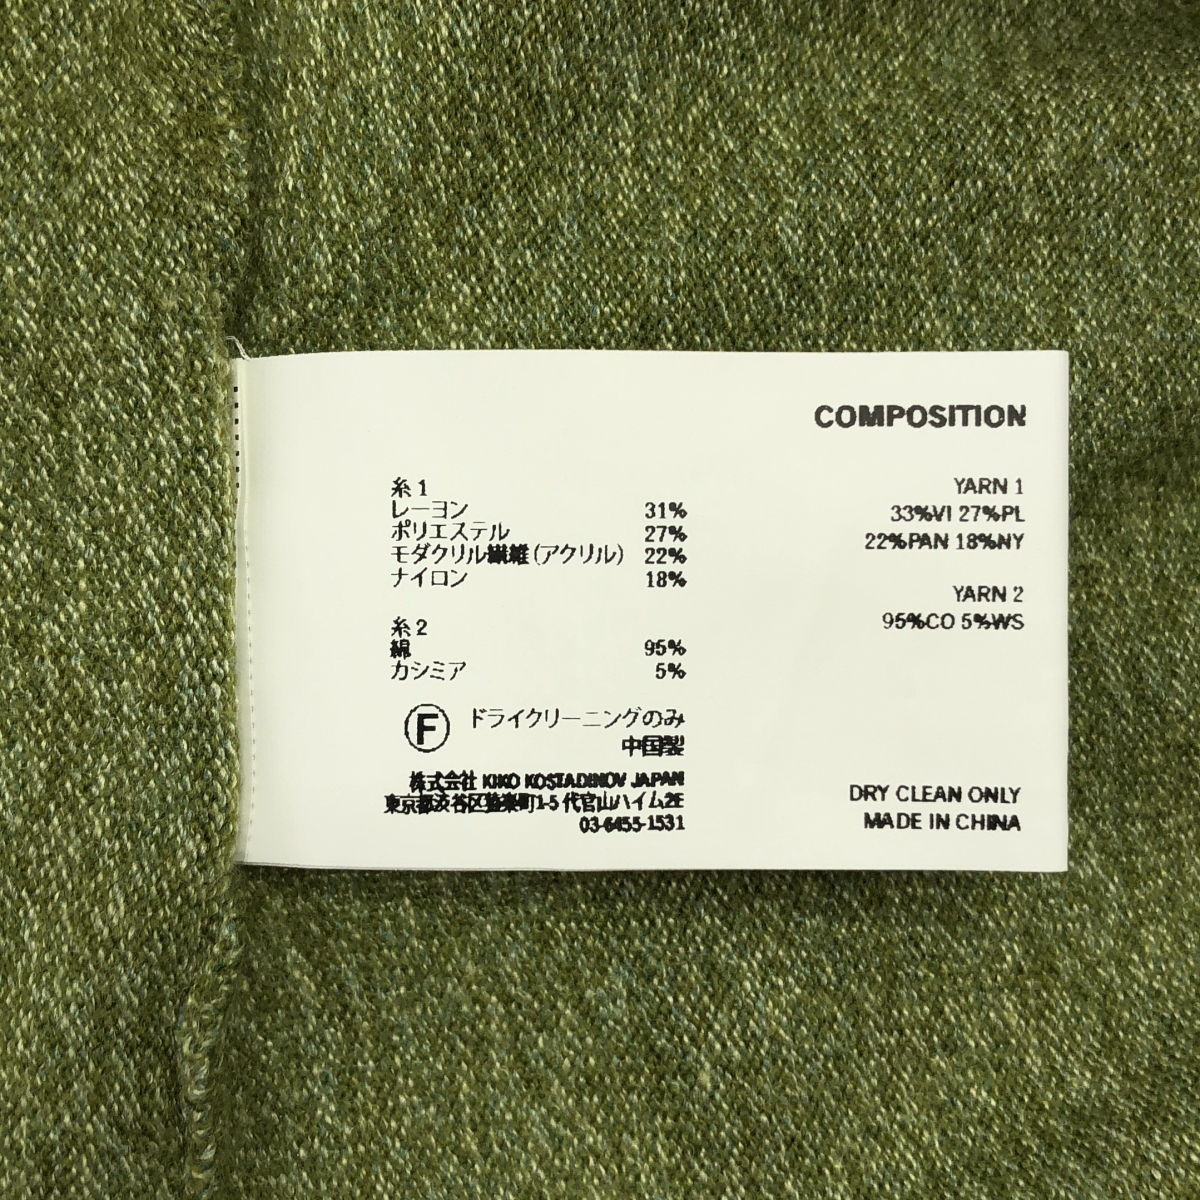 COMPOSITION
糸1
レーヨン 31%
ポリエステル 27%
モダクリル繊維(アクリル) 22%
ナイロン 18%
糸2
綿 95%
カシミア 5%
F ドライクリーニングのみ
中国製
株式会社 KIKO KOSTADINOV JAPAN
東京都渋谷区猿楽町1-5 代官山ハイム2E
03-6455-1531
YARN 1
33%VI 27%PL
22%PAN 18%NY
YARN 2
95%CO 5%WS
DRY CLEAN ONLY
MADE IN CHINA